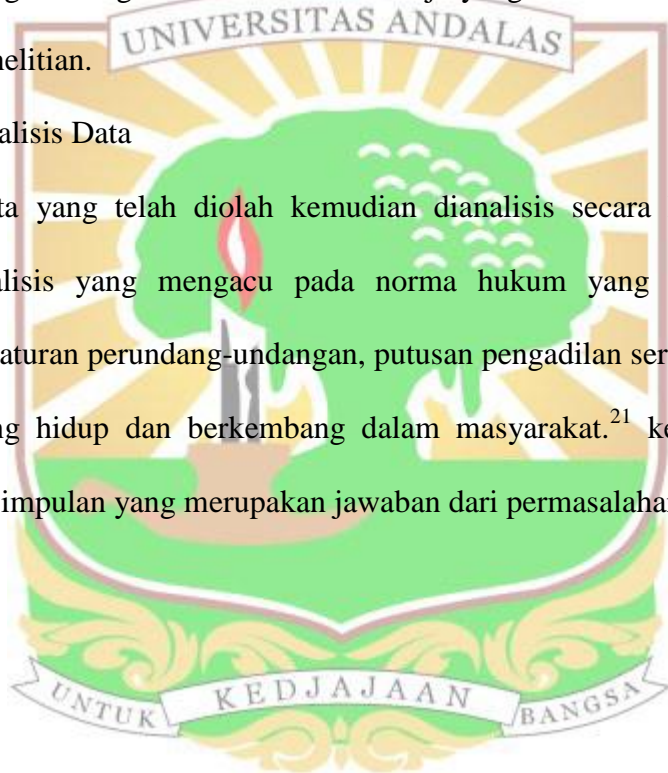 UNIVERSITAS ANDALAS
nelitian.
alisis Data
ta yang telah diolah kemudian dianalisis secara
alisis yang mengacu pada norma hukum yang
aturan perundang-undangan, putusan pengadilan ser
ng hidup dan berkembang dalam masyarakat.²¹ ke
impulan yang merupakan jawaban dari permasalahan
UNTUK KEDJAJAAN BANGSA